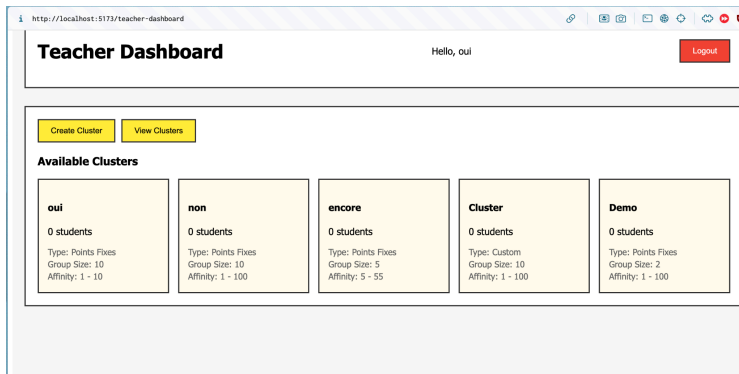 http://localhost:5173/teacher-dashboard
Teacher Dashboard
Hello, oui
Logout
Create Cluster
View Clusters
Available Clusters
oui
0 students
Type: Points Fixes
Group Size: 10
Affinity: 1 - 10
non
0 students
Type: Points Fixes
Group Size: 10
Affinity: 1 - 100
encore
0 students
Type: Points Fixes
Group Size: 5
Affinity: 5 - 55
Cluster
0 students
Type: Custom
Group Size: 10
Affinity: 1 - 100
Demo
0 students
Type: Points Fixes
Group Size: 2
Affinity: 1 - 100